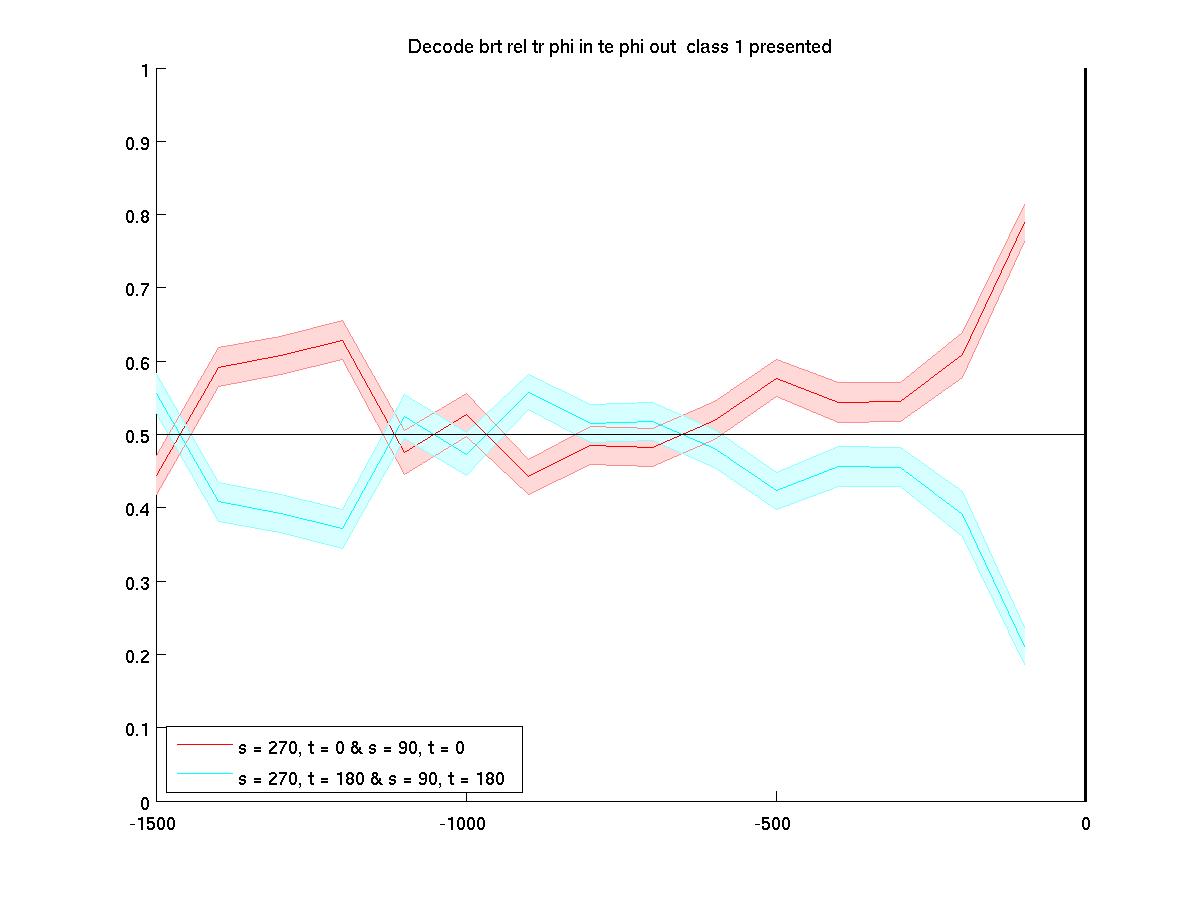 Decode brt rel tr phi in te phi out  class 1 presented
1
0.9
0.8
0.7
0.6
0.5
0.4
0.3
0.2
0.1
0
s = 270, t = 0 & s = 90, t = 0
s = 270, t = 180 & s = 90, t = 180
-1500 -1000 -500 0